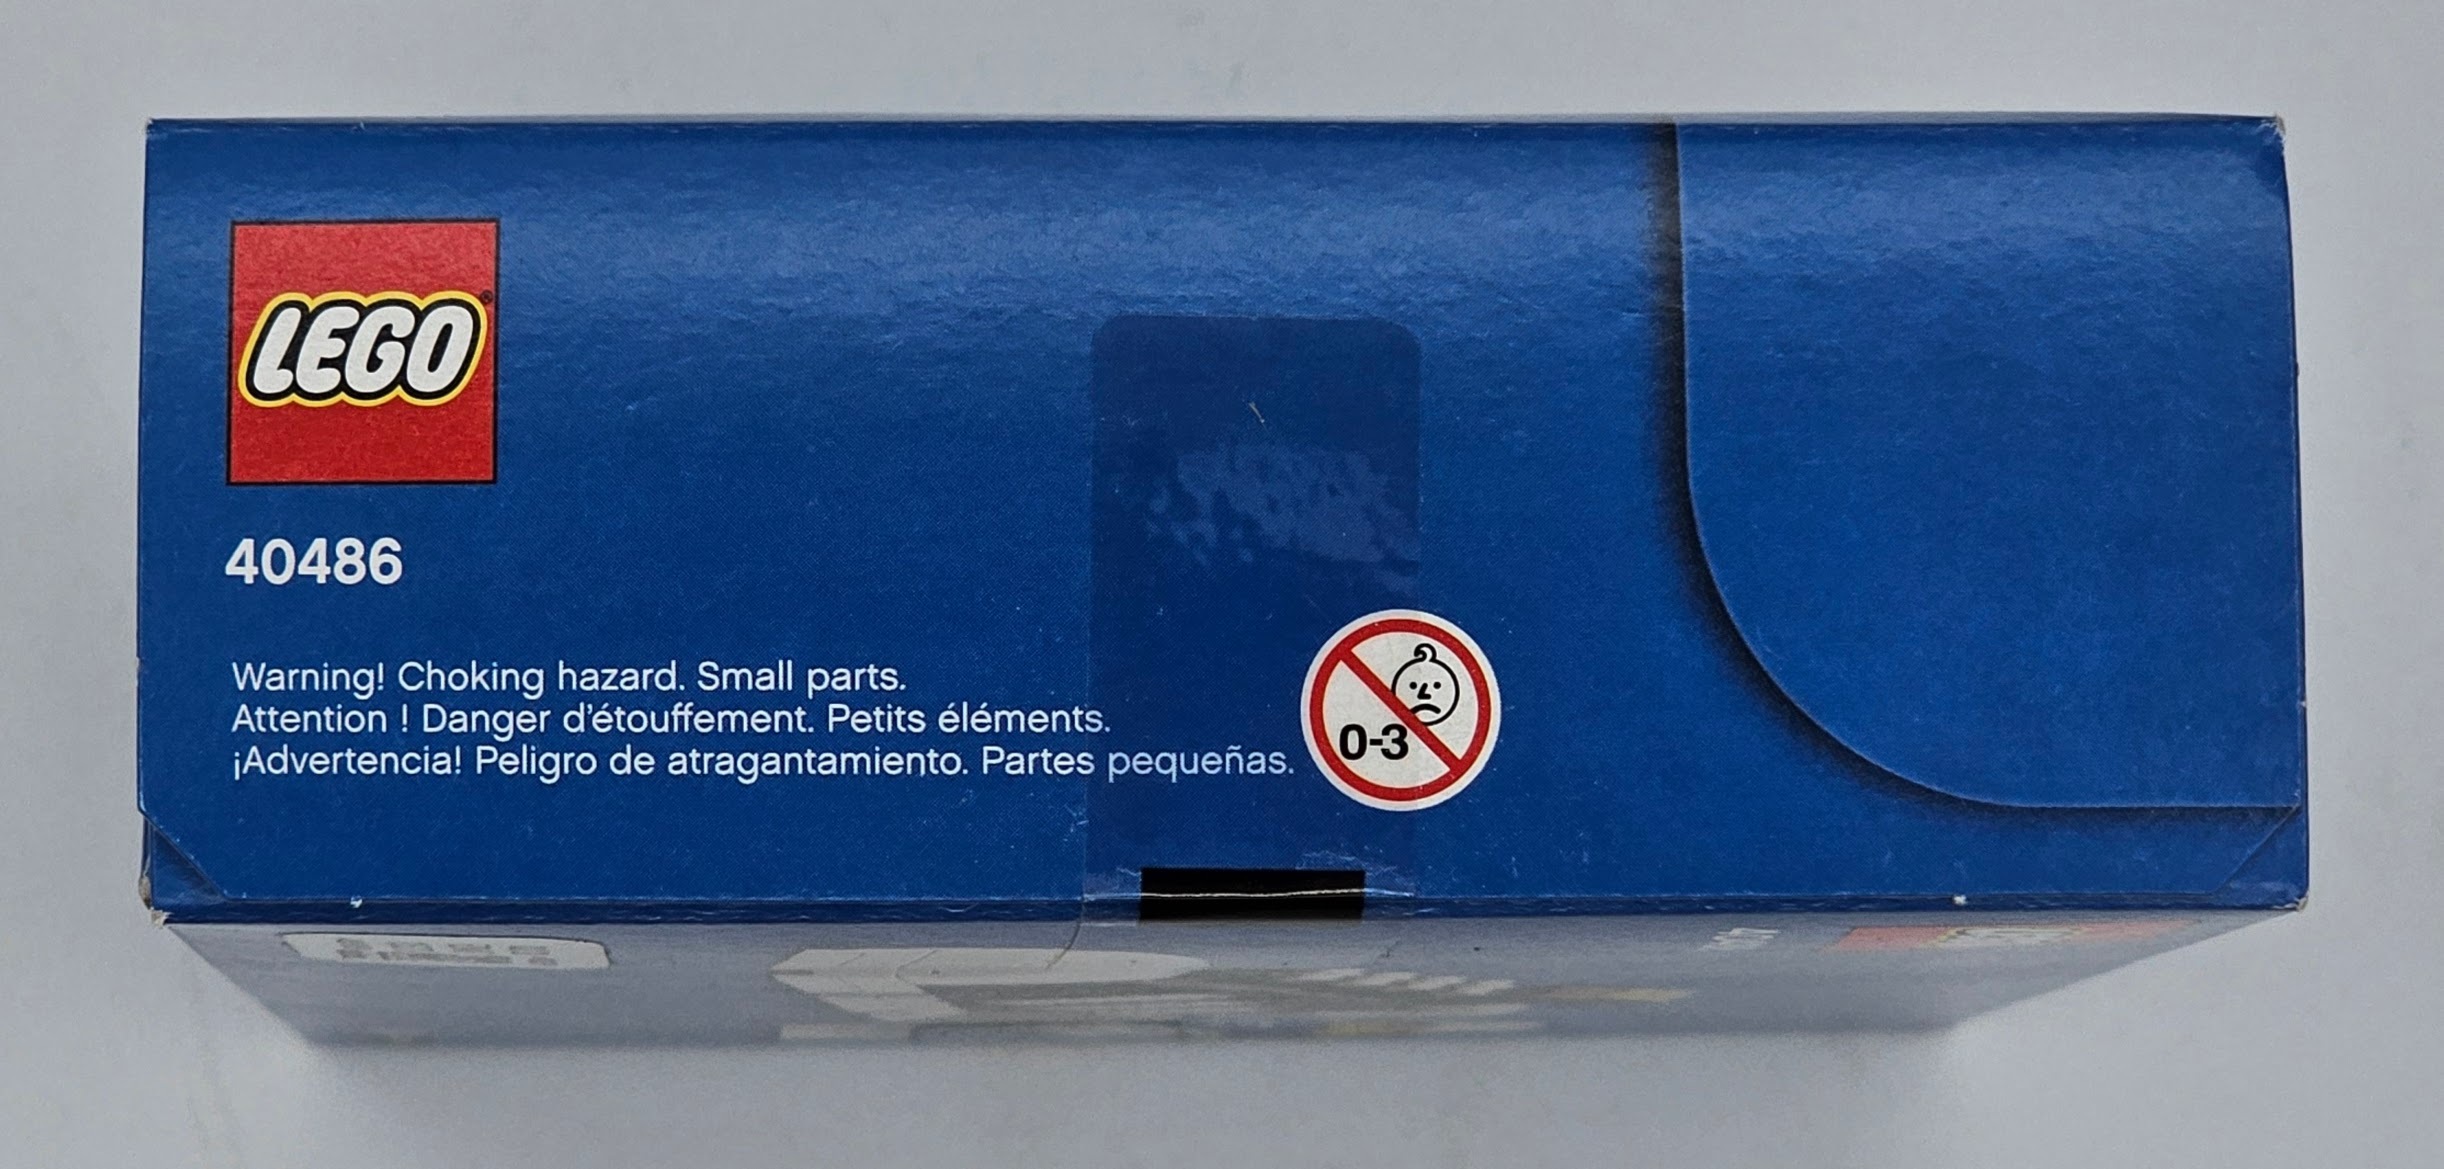 LEGO
40486
Warning! Choking hazard. Small parts.
Attention ! Danger d'étouffement. Petits éléments.
¡Advertencia! Peligro de atragantamiento. Partes pequeñas.
0-3